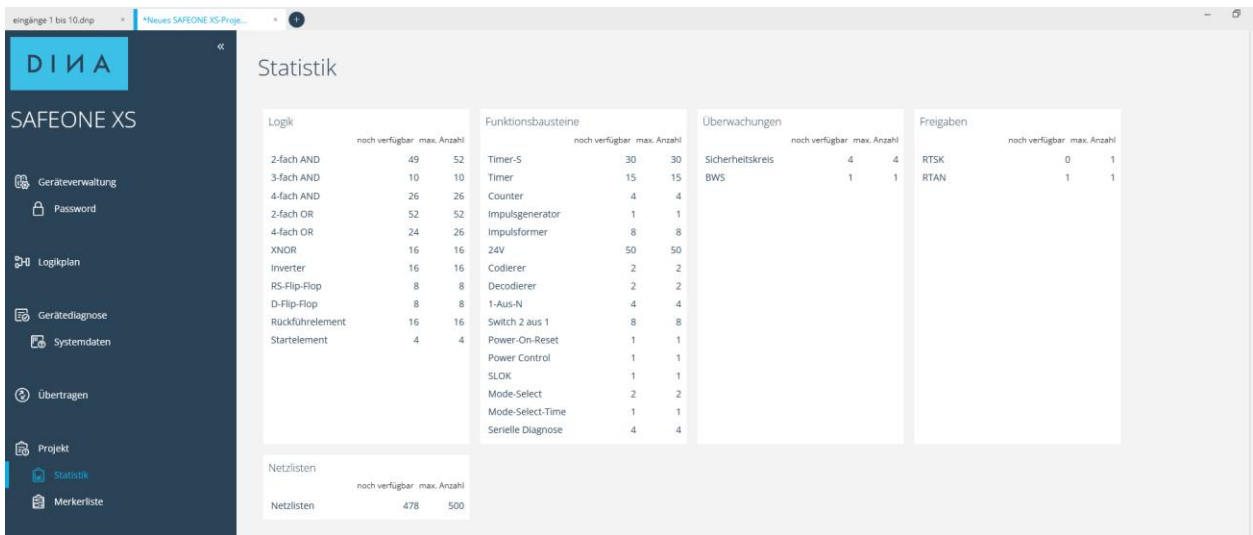 eingänge 1 bis 10.dnp × *Neues SAFEONE XS-Proje... × +
DINA «
SAFEONE XS
Geräteverwaltung
Password
Logikplan
Gerätediagnose
Systemdaten
Übertragen
Projekt
Statistik
Merkerliste
Statistik
Logik
noch verfügbar max. Anzahl
2-fach AND 49 52
3-fach AND 10 10
4-fach AND 26 26
2-fach OR 52 52
4-fach OR 24 26
XNOR 16 16
Inverter 16 16
RS-Flip-Flop 8 8
D-Flip-Flop 8 8
Rückführelement 16 16
Startelement 4 4
Funktionsbausteine
noch verfügbar max. Anzahl
Timer-S 30 30
Timer 15 15
Counter 4 4
Impulsgenerator 1 1
Impulsformer 8 8
24V 50 50
Codierer 2 2
Decodierer 2 2
1-Aus-N 4 4
Switch 2 aus 1 8 8
Power-On-Reset 1 1
Power Control 1 1
SLOK 1 1
Mode-Select 2 2
Mode-Select-Time 1 1
Serielle Diagnose 4 4
Überwachungen
noch verfügbar max. Anzahl
Sicherheitskreis 4 4
BWS 1 1
Freigaben
noch verfügbar max. Anzahl
RTSK 0 1
RTAN 1 1
Netzlisten
noch verfügbar max. Anzahl
Netzlisten 478 500